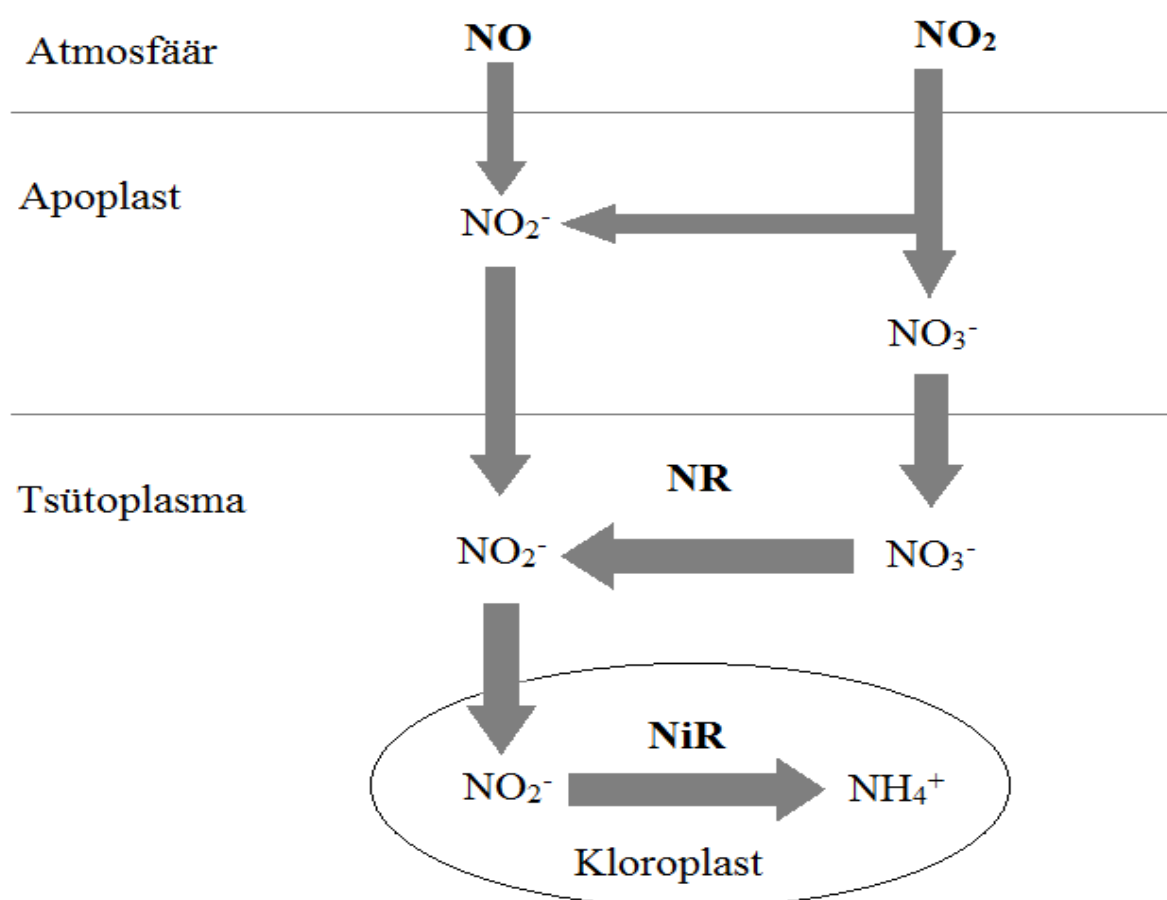 Atmosfäär NO NO₂
Apoplast
NO₂⁻
NO₃⁻
NR
Tsütoplasma
NO₂⁻ NO₃⁻
NiR
NO₂⁻ NH₄⁺
Kloroplast